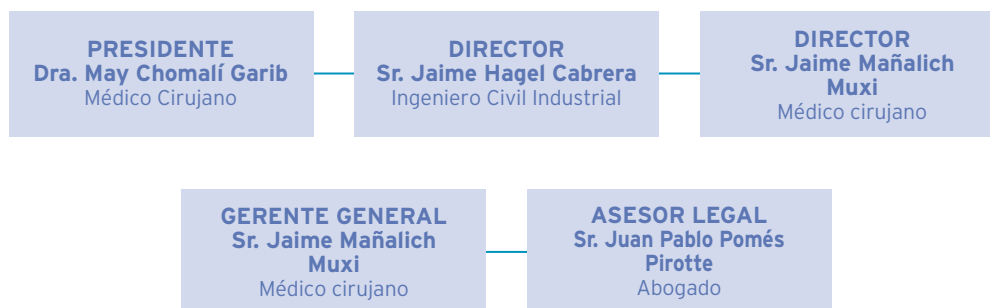 PRESIDENTE
Dra. May Chomalí Garib
Médico Cirujano
DIRECTOR
Sr. Jaime Hagel Cabrera
Ingeniero Civil Industrial
DIRECTOR
Sr. Jaime Mañalich
Muxi
Médico cirujano
GERENTE GENERAL
Sr. Jaime Mañalich
Muxi
Médico cirujano
ASESOR LEGAL
Sr. Juan Pablo Pomés
Pirotte
Abogado